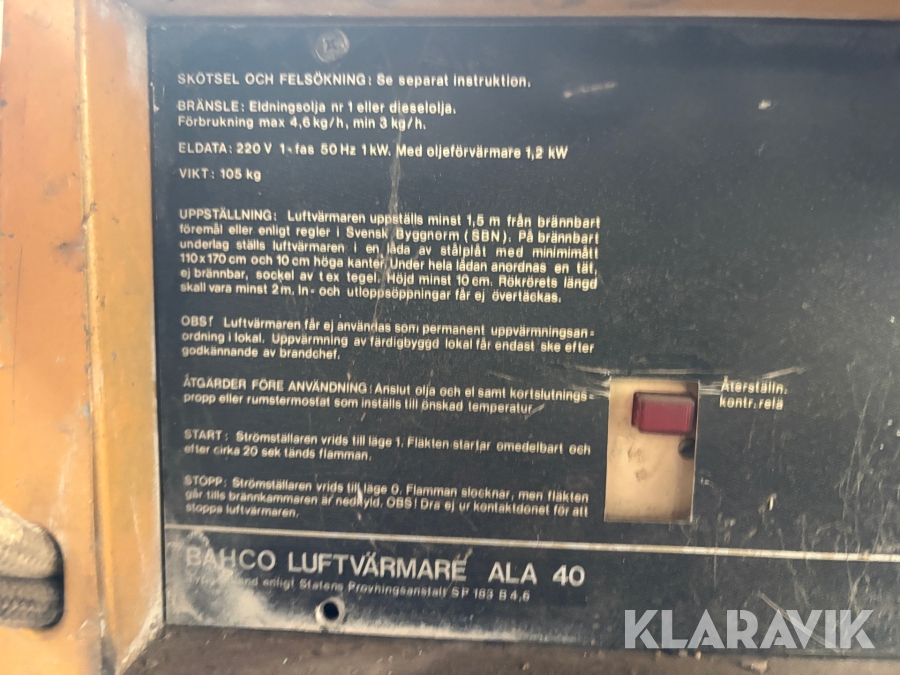 SKÖTSEL OCH FELSÖKNING: Se separat instruktion.
BRÄNSLE: Eldningsolja nr 1 eller dieselolja.
Förbrukning max 4,6 kg/h, min 3 kg/h.
ELDATA: 220 V 1-fas 50 Hz 1 kW. Med oljeförvärmare 1,2 kW
VIKT: 105 kg
UPPSTÄLLNING: Luftvärmaren uppställs minst 1,5 m från brännbart
föremål eller enligt regler i Svensk Byggnorm (SBN). På brännbart
underlag ställs luftvärmaren i en låda av stålplåt med minimimått
110x170 cm och 10 cm höga kanter. Under hela lådan anordnas en tät,
ej brännbar, sockel av t ex tegel. Höjd minst 10 cm. Rökrörets längd
skall vara minst 2 m. In- och utloppsöppningar får ej övertäckas.
OBS! Luftvärmaren får ej användas som permanent uppvärmningsan-
ordning i lokal. Uppvärmning av färdigbyggd lokal får endast ske efter
godkännande av brandchef.
ÅTGÄRDER FÖRE ANVÄNDNING: Anslut olja och el samt kortslutnings-
propp eller rumstermostat som inställs till önskad temperatur.
Återställn.
kontr.relä
START: Strömställaren vrids till läge 1. Fläkten startar omedelbart och
efter cirka 20 sek tänds flamman.
STOPP: Strömställaren vrids till läge 0. Flamman slocknar, men fläkten
går tills brännkammaren är nedkyld. OBS! Dra ej ur kontaktdonet för att
stoppa luftvärmaren.
BAHCO LUFTVÄRMARE ALA 40
enligt Statens Provningsanstalt SP 183 B 4,6
KLARAVIK